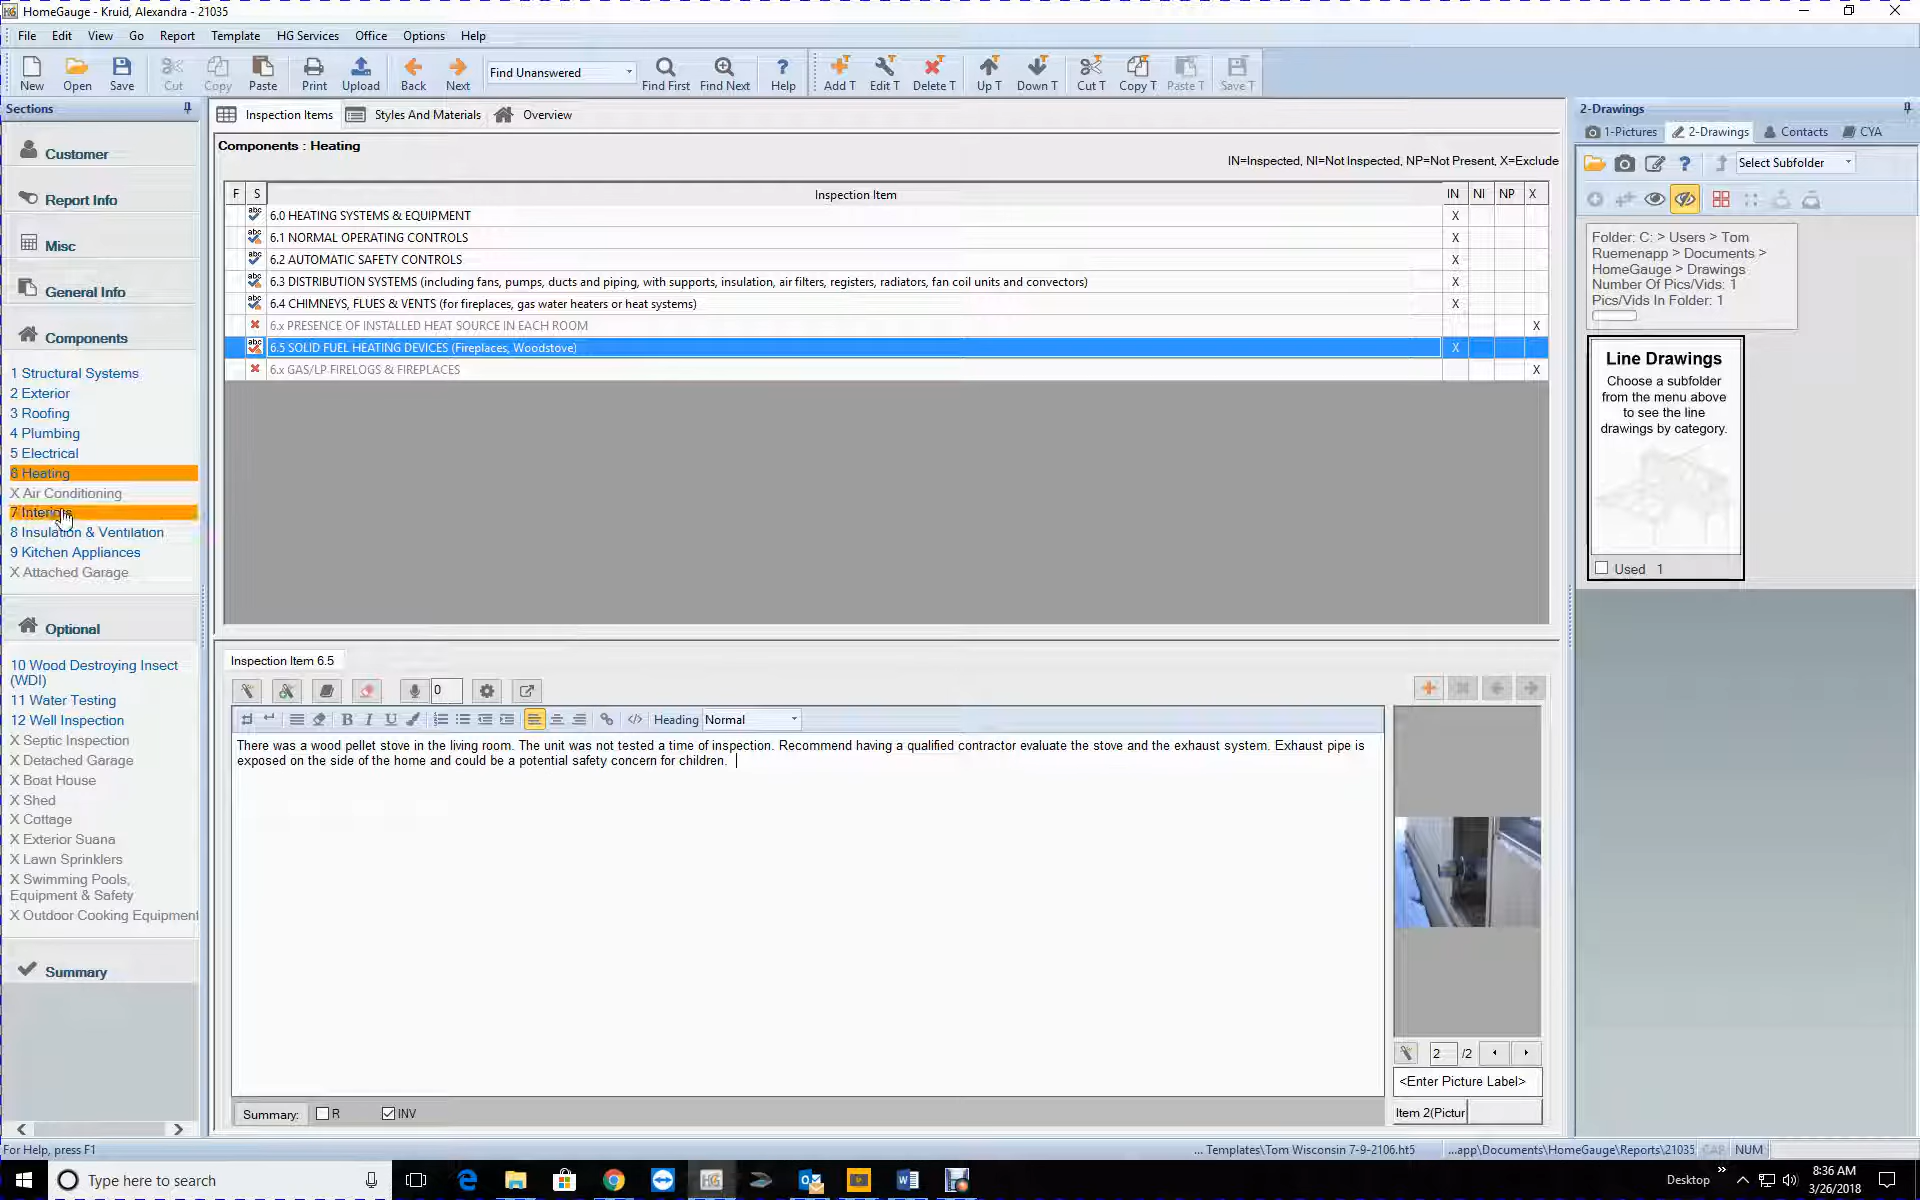 HomeGauge - Kruid, Alexandra - 21035
File Edit View Go Report Template HG Services Office Options Help
New Open Save Cut Copy Paste Print Upload Back Next Find Unanswered Find First Find Next Help Add T Edit T Delete T Up T Down T Cut T Copy T Paste T Save T
Sections
Customer
Report Info
Misc
General Info
Components
1 Structural Systems
2 Exterior
3 Roofing
4 Plumbing
5 Electrical
6 Heating
X Air Conditioning
7 Interiors
8 Insulation & Ventilation
9 Kitchen Appliances
X Attached Garage
Optional
10 Wood Destroying Insect
(WDI)
11 Water Testing
12 Well Inspection
X Septic Inspection
X Detached Garage
X Boat House
X Shed
X Cottage
X Exterior Suana
X Lawn Sprinklers
X Swimming Pools,
Equipment & Safety
X Outdoor Cooking Equipment
Summary
Inspection Items Styles And Materials Overview
Components : Heating
IN=Inspected, NI=Not Inspected, NP=Not Present, X=Exclude
F S Inspection Item IN NI NP X
abc 6.0 HEATING SYSTEMS & EQUIPMENT X
abc 6.1 NORMAL OPERATING CONTROLS X
abc 6.2 AUTOMATIC SAFETY CONTROLS X
abc 6.3 DISTRIBUTION SYSTEMS (including fans, pumps, ducts and piping, with supports, insulation, air filters, registers, radiators, fan coil units and convectors) X
abc 6.4 CHIMNEYS, FLUES & VENTS (for fireplaces, gas water heaters or heat systems) X
6.x PRESENCE OF INSTALLED HEAT SOURCE IN EACH ROOM X
abc 6.5 SOLID FUEL HEATING DEVICES (Fireplaces, Woodstove) X
6.x GAS/LP FIRELOGS & FIREPLACES X
Inspection Item 6.5
0
B I U Heading Normal
There was a wood pellet stove in the living room. The unit was not tested a time of inspection. Recommend having a qualified contractor evaluate the stove and the exhaust system. Exhaust pipe is
exposed on the side of the home and could be a potential safety concern for children.
2 /2
<Enter Picture Label>
Item 2(Pictur
Summary: R INV
2-Drawings
1-Pictures 2-Drawings Contacts CYA
Select Subfolder
Folder: C: > Users > Tom
Ruemenapp > Documents >
HomeGauge > Drawings
Number Of Pics/Vids: 1
Pics/Vids In Folder: 1
Line Drawings
Choose a subfolder
from the menu above
to see the line
drawings by category.
Used 1
For Help, press F1
... Templates\Tom Wisconsin 7-9-2106.ht5 ...app\Documents\HomeGauge\Reports\21035 CAP NUM
Type here to search
Desktop
8:36 AM
3/26/2018